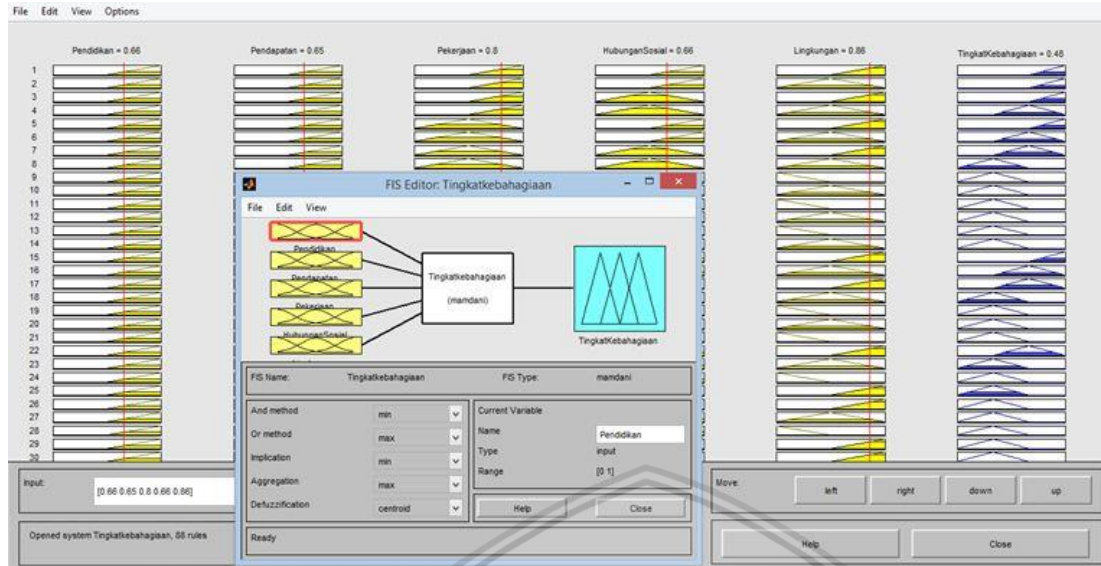 File Edit View Options
Pendidikan = 0.66 Pendapatan = 0.65 Pekerjaan = 0.8 HubunganSosial = 0.66 Lingkungan = 0.86 TingkatKebahagiaan = 0.48
1
2
3
4
5
6
7
8
9
10
11
12
13
14
15
16
17
18
19
20
21
22
23
24
25
26
27
28
29
30
FIS Editor: Tingkatkebahagiaan
File Edit View
Pendidikan
Pendapatan
Pekerjaan
HubunganSosial
Tingkatkebahagiaan
(mamdani)
TingkatKebahagiaan
FIS Name: Tingkatkebahagiaan FIS Type: mamdani
And method min
Or method max
Implication min
Aggregation max
Defuzzification centroid
Current Variable
Name Pendidikan
Type input
Range [0 1]
Help Close
Ready
Input: [0.66 0.65 0.8 0.66 0.86]
Move: left right down up
Opened system Tingkatkebahagiaan, 88 rules
Help Close